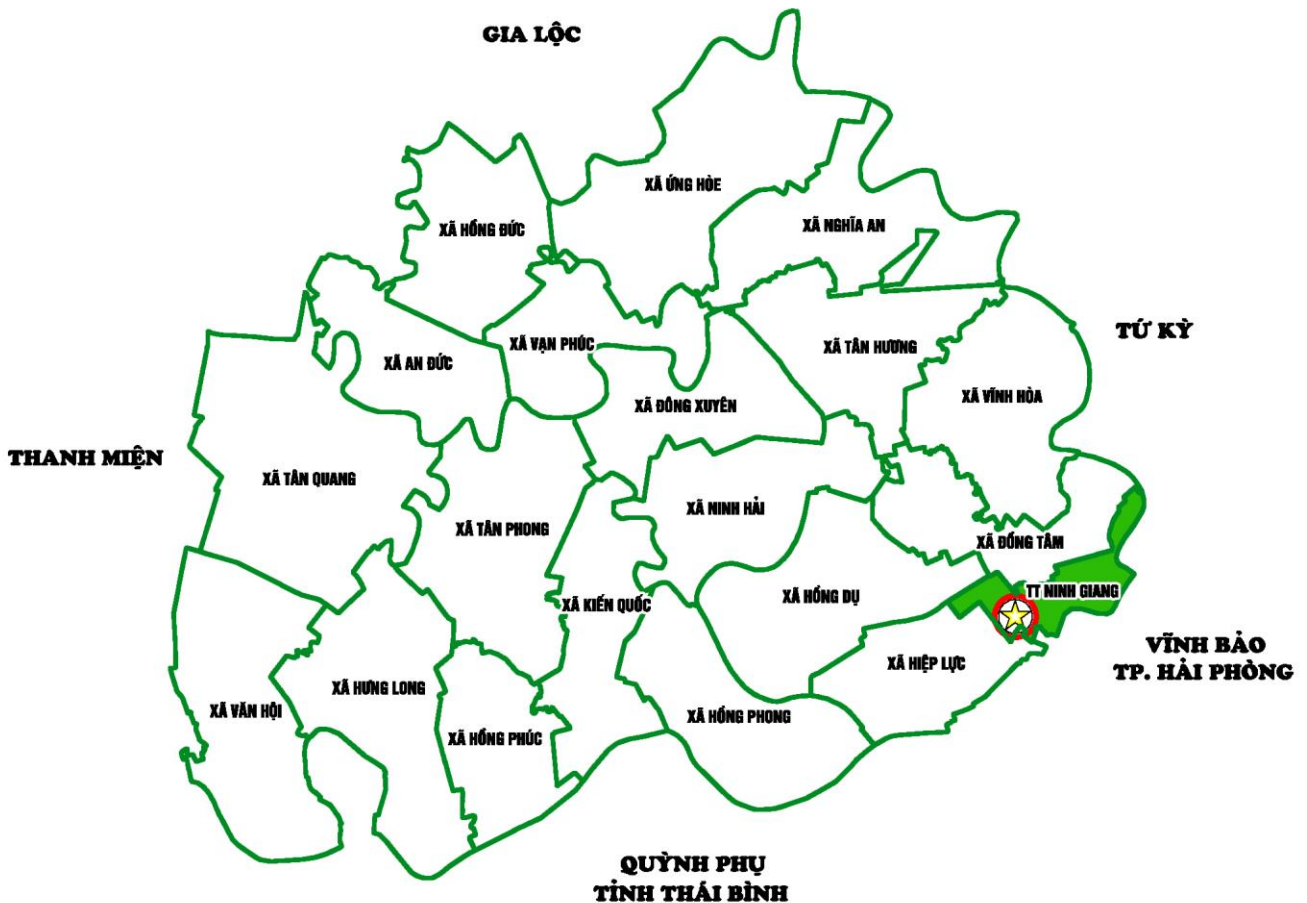 GIA LỘC
XÃ ỨNG HÒE
XÃ HỒNG ĐỨC
XÃ NGHĨA AN
TỨ KỲ
XÃ VẠN PHÚC
XÃ TÂN HƯƠNG
XÃ AN ĐỨC
XÃ VĨNH HÒA
XÃ ĐÔNG XUYÊN
THANH MIỆN
XÃ TÂN QUANG
XÃ NINH HẢI
XÃ TÂN PHONG
XÃ ĐỒNG TÂM
TT NINH GIANG
XÃ HỒNG DỤ
XÃ KIẾN QUỐC
VĨNH BẢO
TP. HẢI PHÒNG
XÃ HIỆP LỰC
XÃ HƯNG LONG
XÃ VĂN HỘI
XÃ HỒNG PHONG
XÃ HỒNG PHÚC
QUỲNH PHỤ
TỈNH THÁI BÌNH